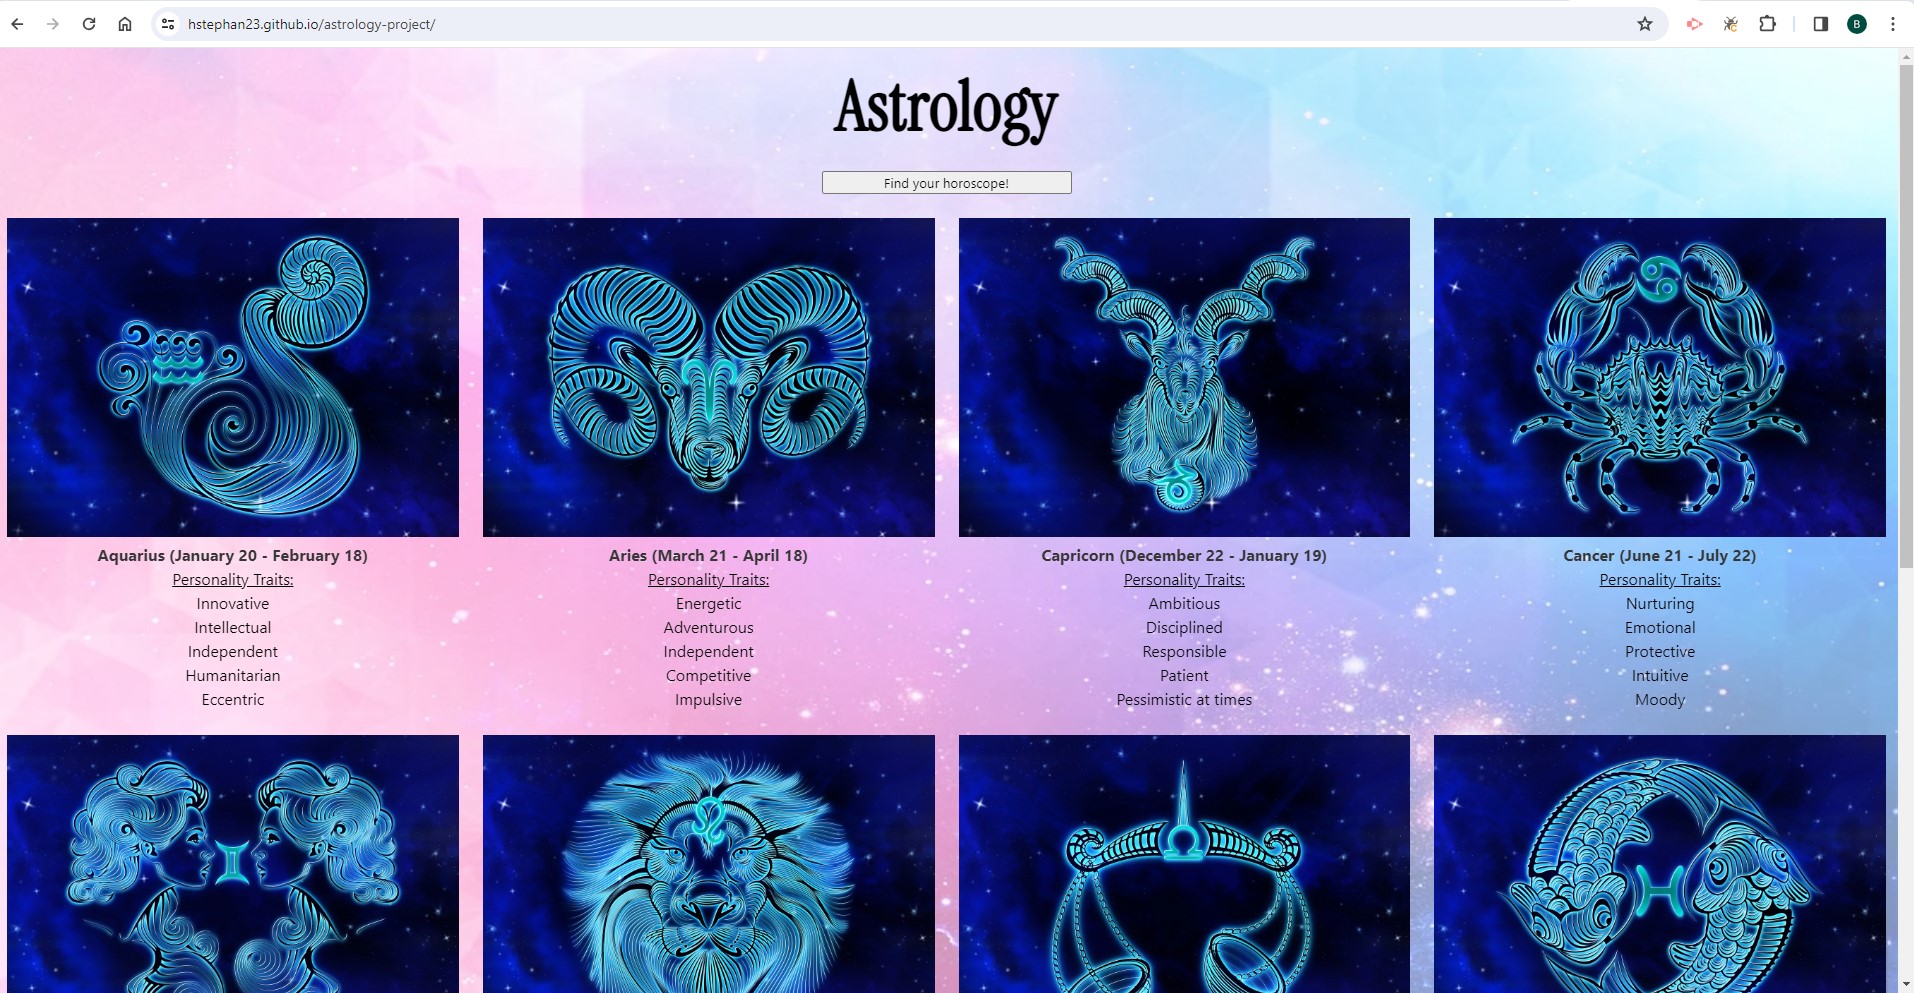 hstephan23.github.io/astrology-project/
B
Astrology
Find your horoscope!
Aquarius (January 20 - February 18)
Personality Traits:
Innovative
Intellectual
Independent
Humanitarian
Eccentric
Aries (March 21 - April 18)
Personality Traits:
Energetic
Adventurous
Independent
Competitive
Impulsive
Capricorn (December 22 - January 19)
Personality Traits:
Ambitious
Disciplined
Responsible
Patient
Pessimistic at times
Cancer (June 21 - July 22)
Personality Traits:
Nurturing
Emotional
Protective
Intuitive
Moody